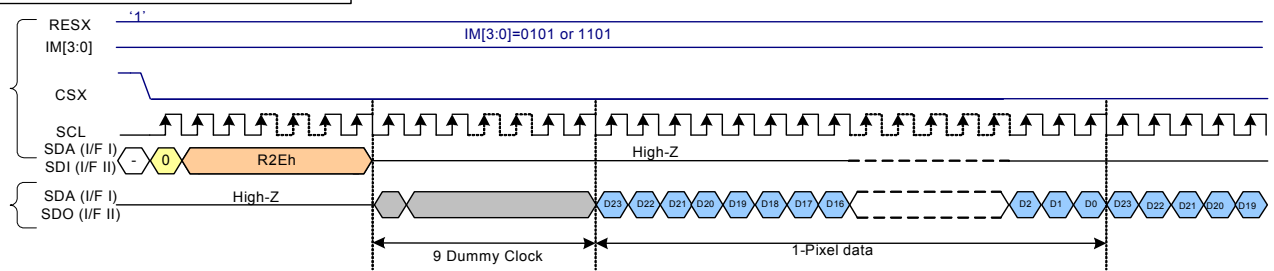 RESX '1'
IM[3:0] IM[3:0]=0101 or 1101
CSX
SCL
SDA (I/F I)
SDI (I/F II) - 0 R2Eh High-Z
SDA (I/F I)
SDO (I/F II) High-Z D23 D22 D21 D20 D19 D18 D17 D16 D2 D1 D0 D23 D22 D21 D20 D19
9 Dummy Clock 1-Pixel data